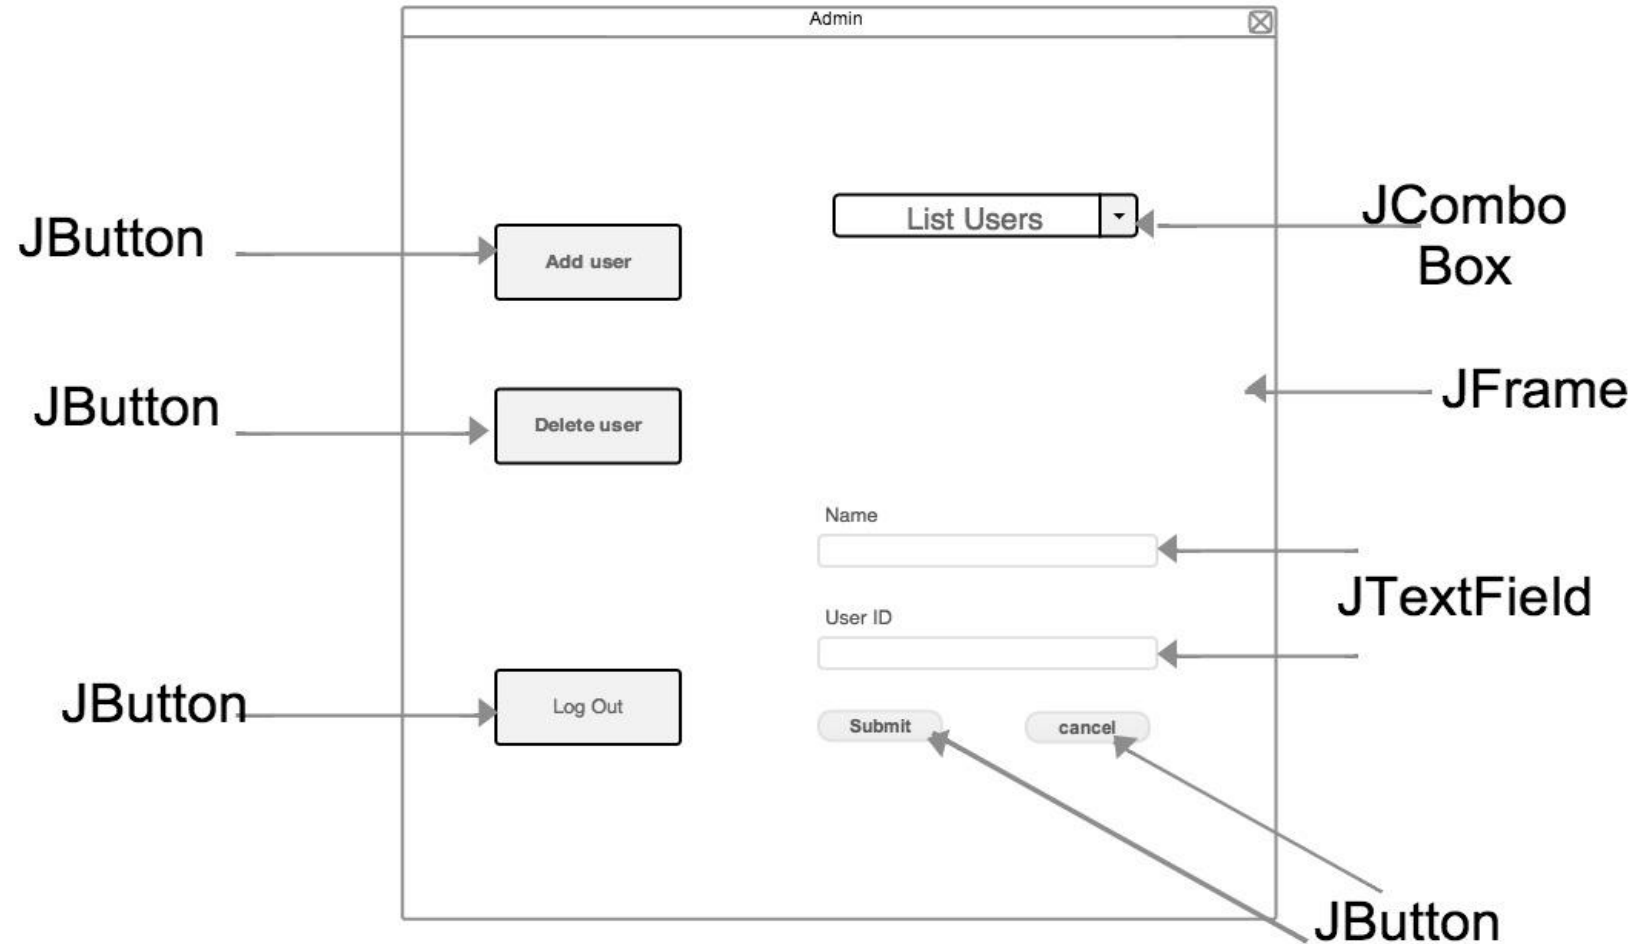 Admin
JButton
Add user
List Users
JCombo
Box
JButton
Delete user
JFrame
Name
JTextField
User ID
JButton
Log Out
Submit
cancel
JButton